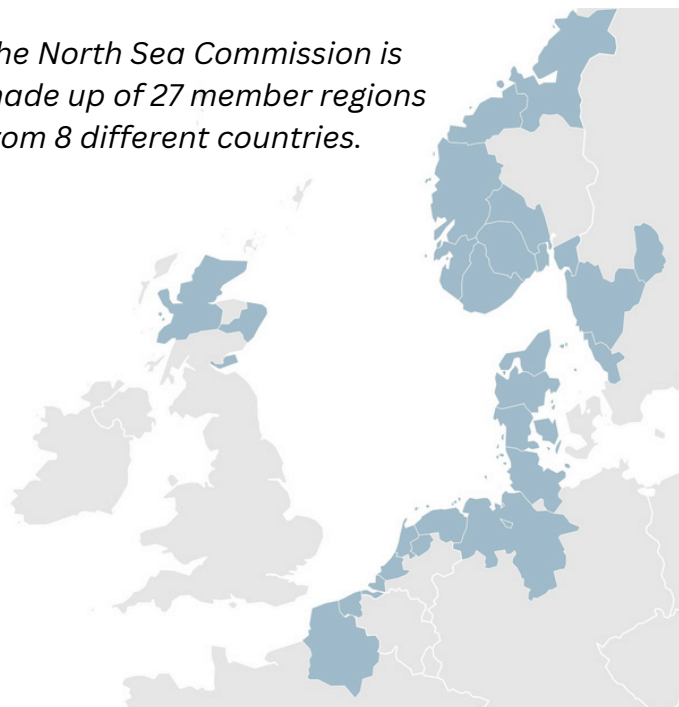 he North Sea Commission is
nade up of 27 member regions
rom 8 different countries.